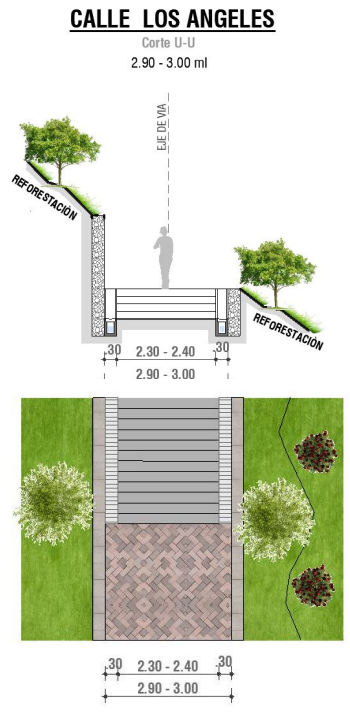 CALLE LOS ANGELES
Corte U-U
2.90 - 3.00 ml
EJE DE VIA
REFORESTACIÓN
REFORESTACIÓN
.30 2.30 - 2.40 .30
2.90 - 3.00
.30 2.30 - 2.40 .30
2.90 - 3.00